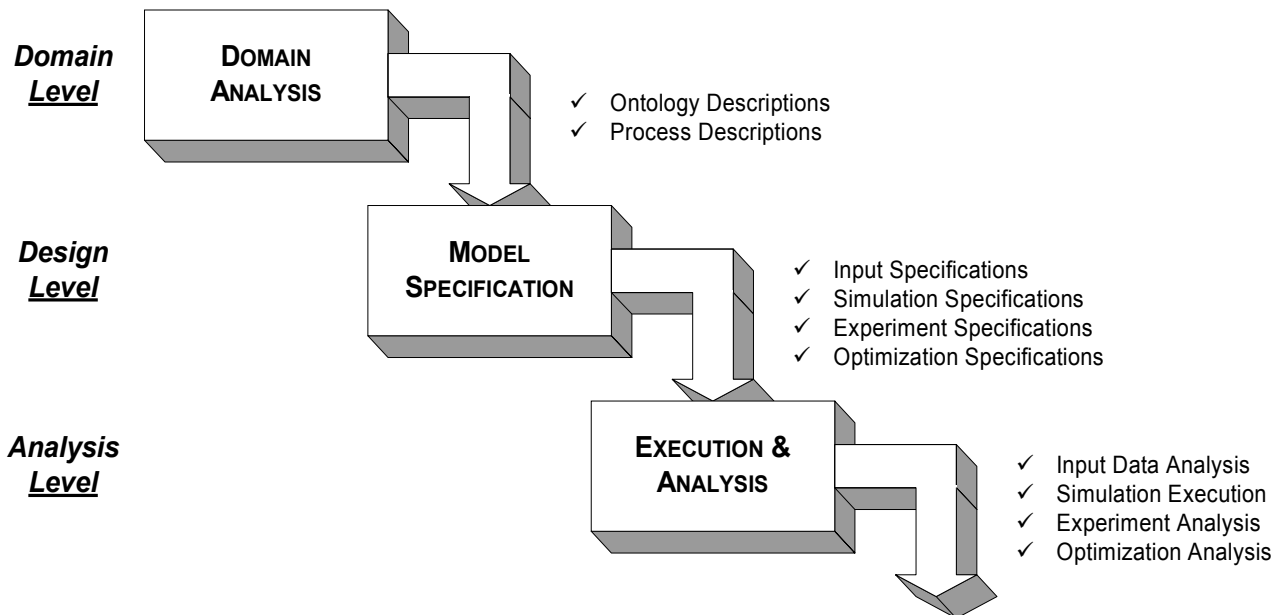 Domain
Level
DOMAIN
ANALYSIS
✓ Ontology Descriptions
✓ Process Descriptions
Design
Level
MODEL
SPECIFICATION
✓ Input Specifications
✓ Simulation Specifications
✓ Experiment Specifications
✓ Optimization Specifications
Analysis
Level
EXECUTION &
ANALYSIS
✓ Input Data Analysis
✓ Simulation Execution
✓ Experiment Analysis
✓ Optimization Analysis